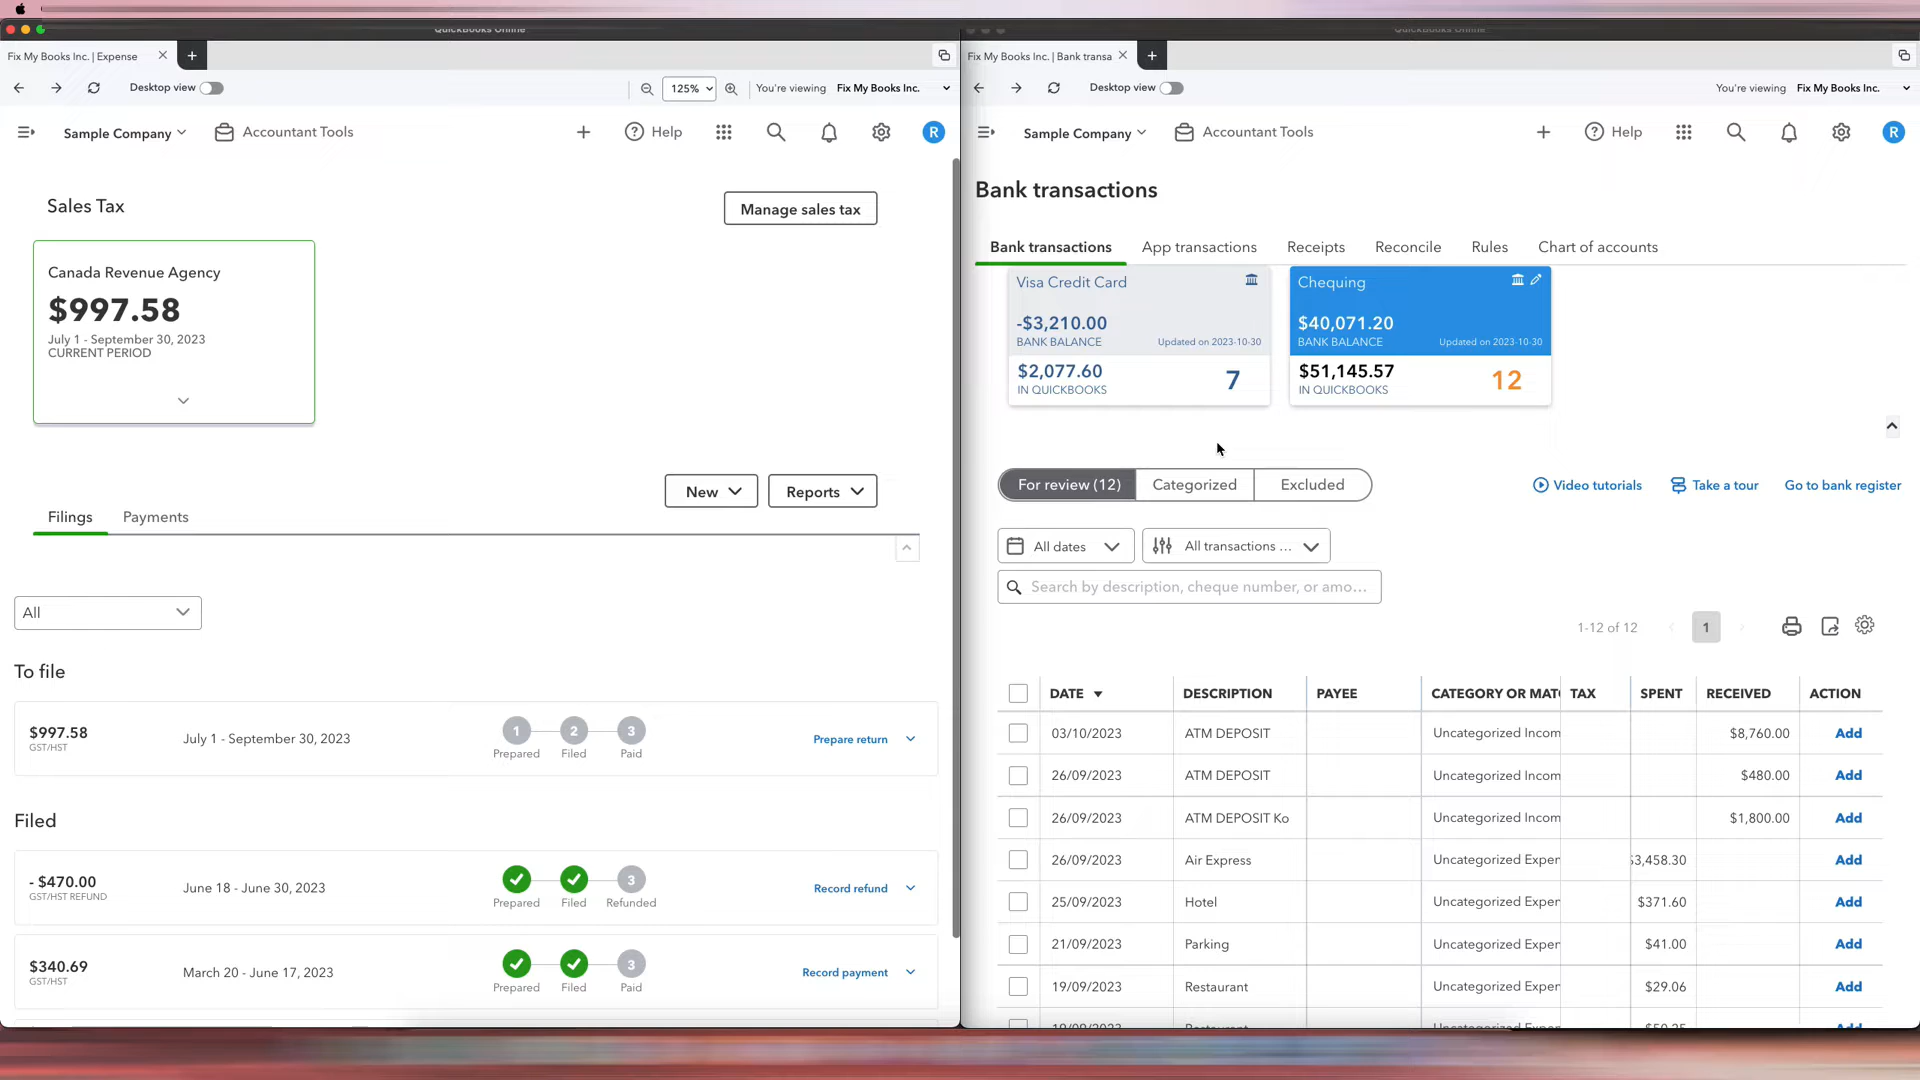 QuickBooks Online
Fix My Books Inc. | Expense
Desktop view
125%
You're viewing Fix My Books Inc.
Sample Company
Accountant Tools
Help
R
Sales Tax
Manage sales tax
Canada Revenue Agency
$997.58
July 1 - September 30, 2023
CURRENT PERIOD
New
Reports
Filings
Payments
All
To file
$997.58
GST/HST
July 1 - September 30, 2023
1 2 3
Prepared Filed Paid
Prepare return
Filed
- $470.00
GST/HST REFUND
June 18 - June 30, 2023
3
Prepared Filed Refunded
Record refund
$340.69
GST/HST
March 20 - June 17, 2023
3
Prepared Filed Paid
Record payment
QuickBooks Online
Fix My Books Inc. | Bank transa
Desktop view
You're viewing Fix My Books Inc.
Sample Company
Accountant Tools
Help
R
Bank transactions
Bank transactions App transactions Receipts Reconcile Rules Chart of accounts
Visa Credit Card
-$3,210.00
BANK BALANCE Updated on 2023-10-30
$2,077.60 7
IN QUICKBOOKS
Chequing
$40,071.20
BANK BALANCE Updated on 2023-10-30
$51,145.57 12
IN QUICKBOOKS
For review (12) Categorized Excluded
Video tutorials Take a tour Go to bank register
All dates All transactions ...
Search by description, cheque number, or amo...
1-12 of 12 1
DATE DESCRIPTION PAYEE CATEGORY OR MATC TAX SPENT RECEIVED ACTION
03/10/2023 ATM DEPOSIT Uncategorized Incom $8,760.00 Add
26/09/2023 ATM DEPOSIT Uncategorized Incom $480.00 Add
26/09/2023 ATM DEPOSIT Ko Uncategorized Incom $1,800.00 Add
26/09/2023 Air Express Uncategorized Exper $3,458.30 Add
25/09/2023 Hotel Uncategorized Exper $371.60 Add
21/09/2023 Parking Uncategorized Exper $41.00 Add
19/09/2023 Restaurant Uncategorized Exper $29.06 Add